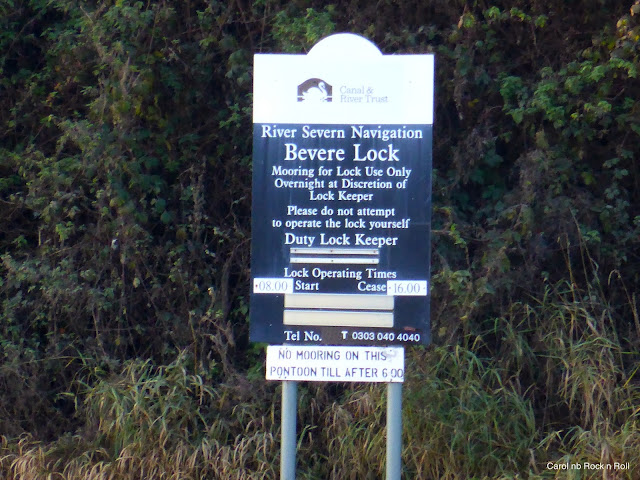 Canal &
River Trust
River Severn Navigation
Bevere Lock
Mooring for Lock Use Only
Overnight at Discretion of
Lock Keeper
Please do not attempt
to operate the lock yourself
Duty Lock Keeper
Lock Operating Times
08.00 Start Cease 16.00
Tel No. T 0303 040 4040
NO MOORING ON THIS
PONTOON TILL AFTER 6.00
Carol nb Rock n Roll